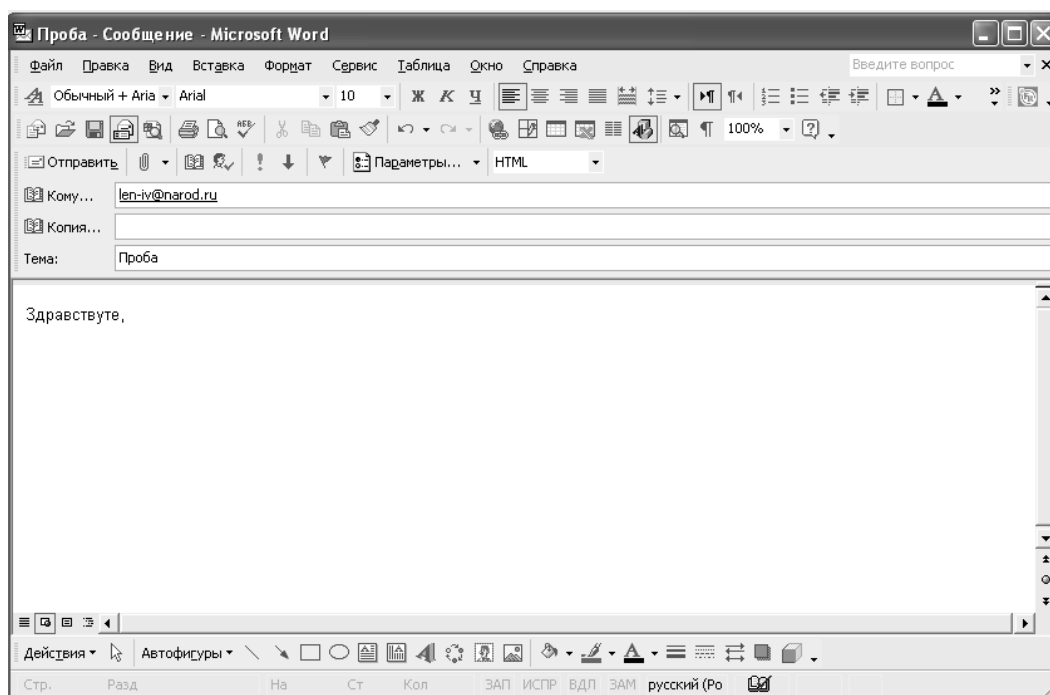 Проба - Сообщение - Microsoft Word
Файл Правка Вид Вставка Формат Сервис Таблица Окно Справка Введите вопрос
Обычный + Aria Arial 10 Ж К Ч
100%
Отправить Параметры... HTML
Кому... len-iv@narod.ru
Копия...
Тема: Проба
Здравствуте,
Действия Автофигуры
Стр. Разд На Ст Кол ЗАП ИСПР ВДЛ ЗАМ русский (Ро